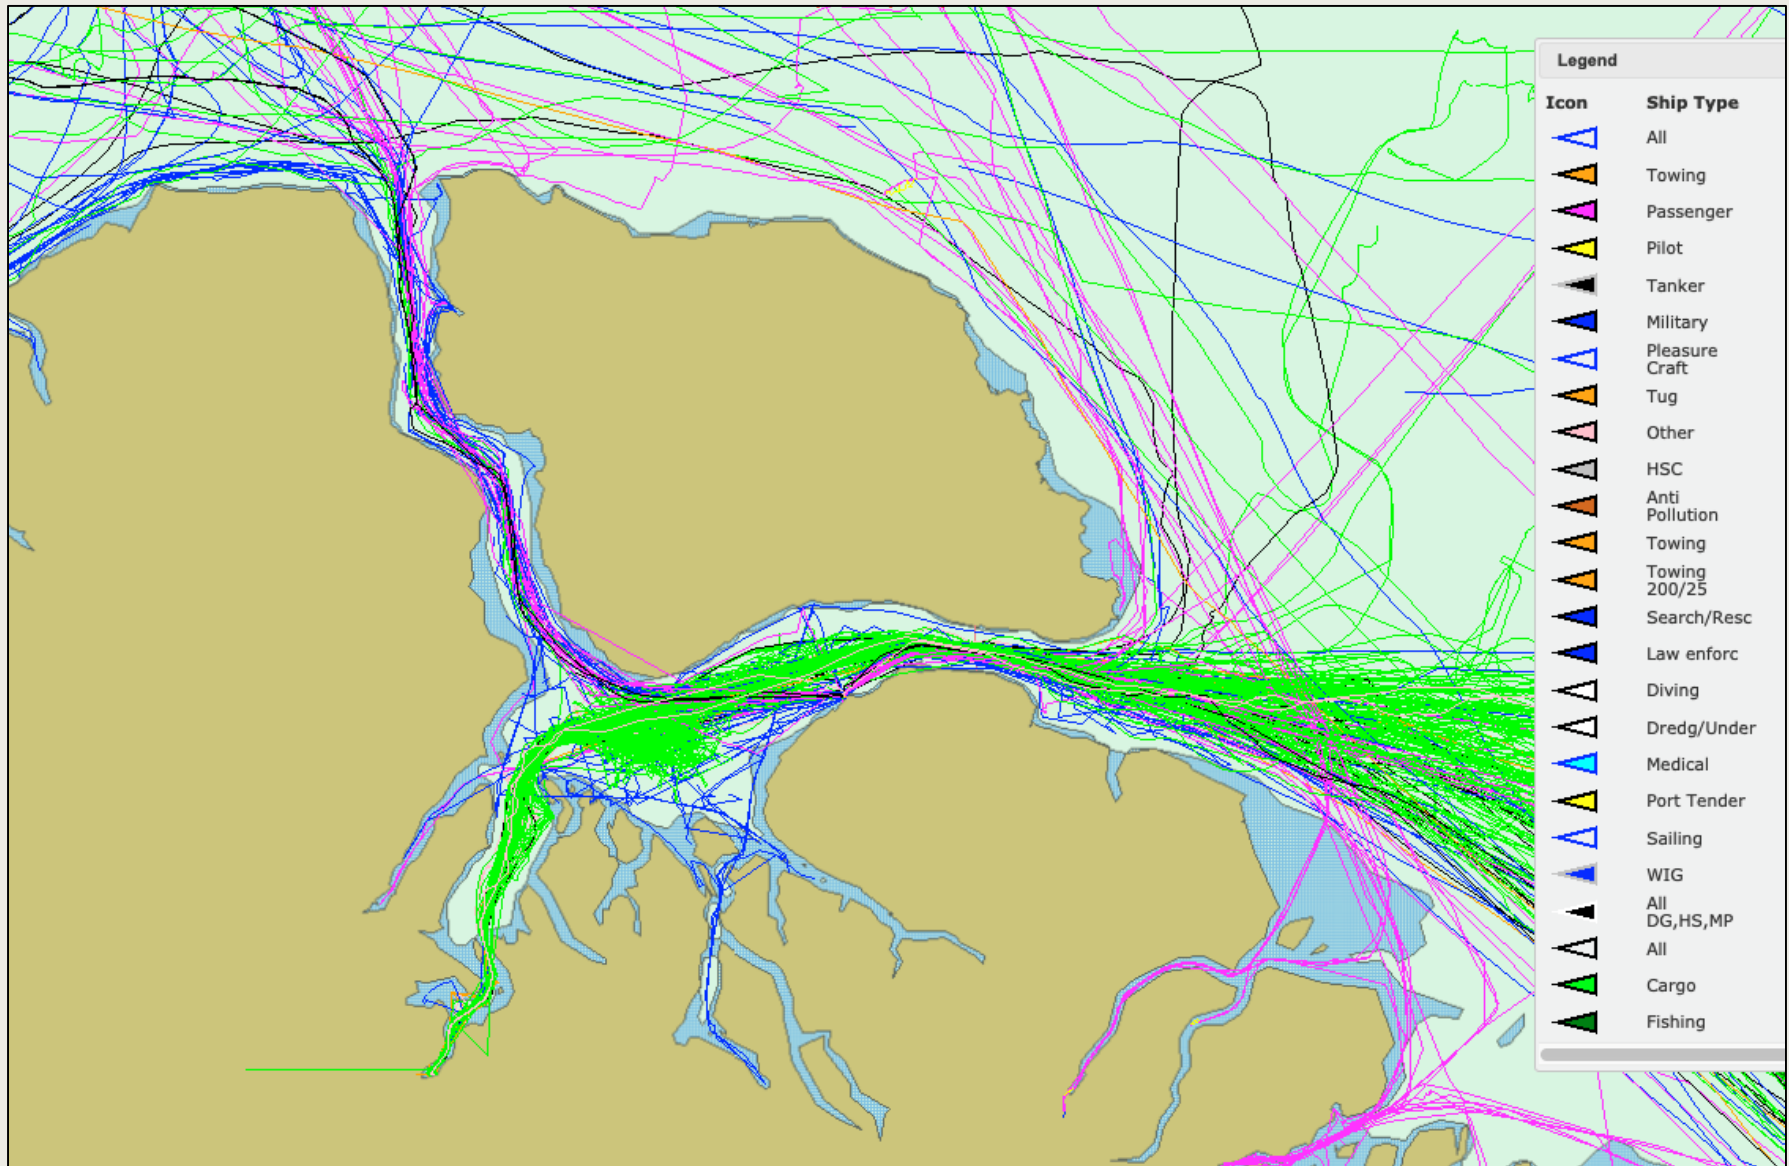 Legend
Icon Ship Type
All
Towing
Passenger
Pilot
Tanker
Military
Pleasure
Craft
Tug
Other
HSC
Anti
Pollution
Towing
Towing
200/25
Search/Resc
Law enforc
Diving
Dredg/Under
Medical
Port Tender
Sailing
WIG
All
DG,HS,MP
All
Cargo
Fishing